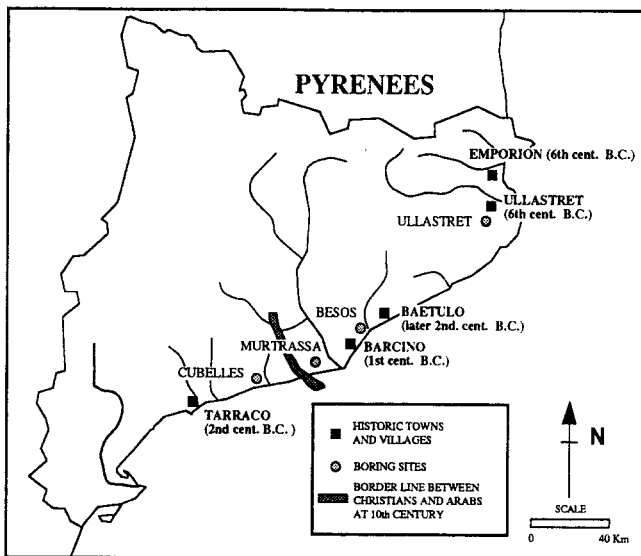 PYRENEES
EMPORION (6th cent. B.C.)
ULLASTRET
(6th cent. B.C.)
ULLASTRET
BESOS
BAETULO
(later 2nd. cent. B.C.)
MURTRASSA
BARCINO
(1st cent. B.C.)
CUBELLES
TARRACO
(2nd cent. B.C. )
HISTORIC TOWNS
AND VILLAGES
BORING SITES
BORDER LINE BETWEEN
CHRISTIANS AND ARABS
AT 10th CENTURY
N
SCALE
0 40 Km